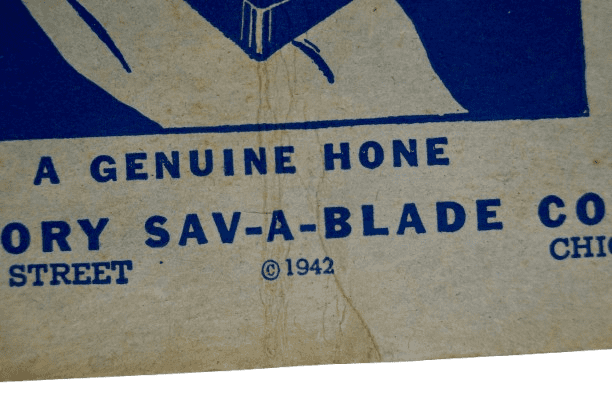 A GENUINE HONE
ORY SAV-A-BLADE CO
STREET ©1942 CHIC